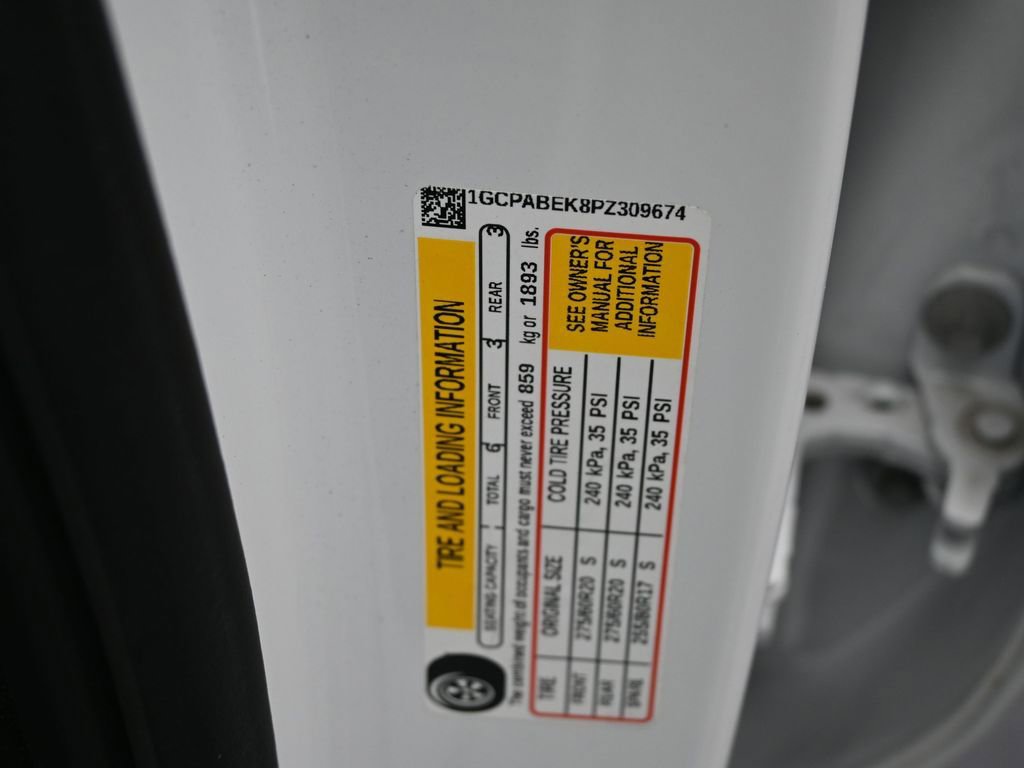 1GCPABEK8PZ309674
TIRE AND LOADING INFORMATION
SEATING CAPACITY TOTAL 6 FRONT 3 REAR 3
The combined weight of occupants and cargo must never exceed 859 kg or 1893 lbs.
TIRE ORIGINAL SIZE COLD TIRE PRESSURE
FRONT 275/60R20 S 240 kPa, 35 PSI
REAR 275/60R20 S 240 kPa, 35 PSI
SPARE 255/80R17 S 240 kPa, 35 PSI
SEE OWNER'S
MANUAL FOR
ADDITIONAL
INFORMATION